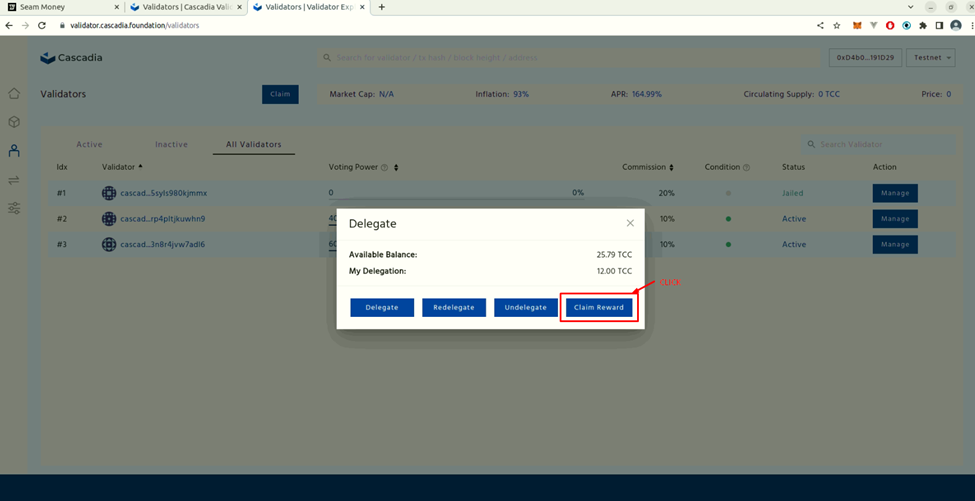 Seam Money
Validators | Cascadia Vali
Validators | Validator Exp
validator.cascadia.foundation/validators
Cascadia
Search for validator / tx hash / block height / address
0xD4b0...191D29
Testnet
Validators
Claim
Market Cap: N/A
Inflation: 93%
APR: 164.99%
Circulating Supply: 0 TCC
Price: 0
Active
Inactive
All Validators
Search Validator
Idx
Validator
Voting Power
Commission
Condition
Status
Action
#1
cascad...5syls980kjmmx
0
0%
20%
Jailed
Manage
#2
cascad...rp4pltjkuwhn9
40
10%
Active
Manage
#3
cascad...3n8r4jvw7adl6
60
10%
Active
Manage
Delegate
Available Balance:
25.79 TCC
My Delegation:
12.00 TCC
CLICK
Delegate
Redelegate
Undelegate
Claim Reward